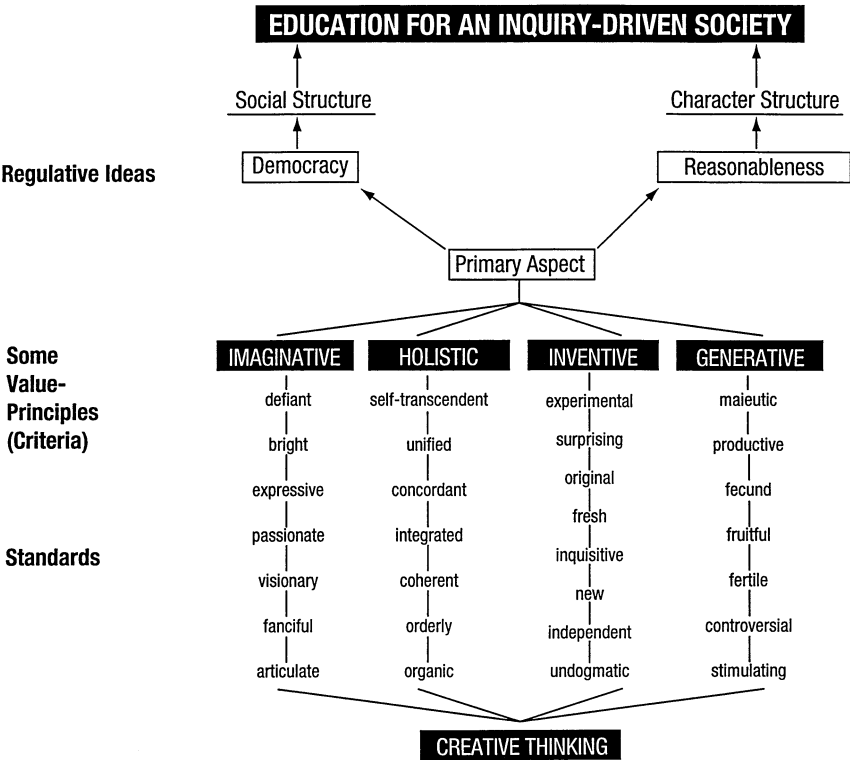 EDUCATION FOR AN INQUIRY-DRIVEN SOCIETY
Social Structure
Character Structure
Regulative Ideas
Democracy
Reasonableness
Primary Aspect
Some
Value-
Principles
(Criteria)
Standards
IMAGINATIVE
defiant
bright
expressive
passionate
visionary
fanciful
articulate
HOLISTIC
self-transcendent
unified
concordant
integrated
coherent
orderly
organic
INVENTIVE
experimental
surprising
original
fresh
inquisitive
new
independent
undogmatic
GENERATIVE
maieutic
productive
fecund
fruitful
fertile
controversial
stimulating
CREATIVE THINKING